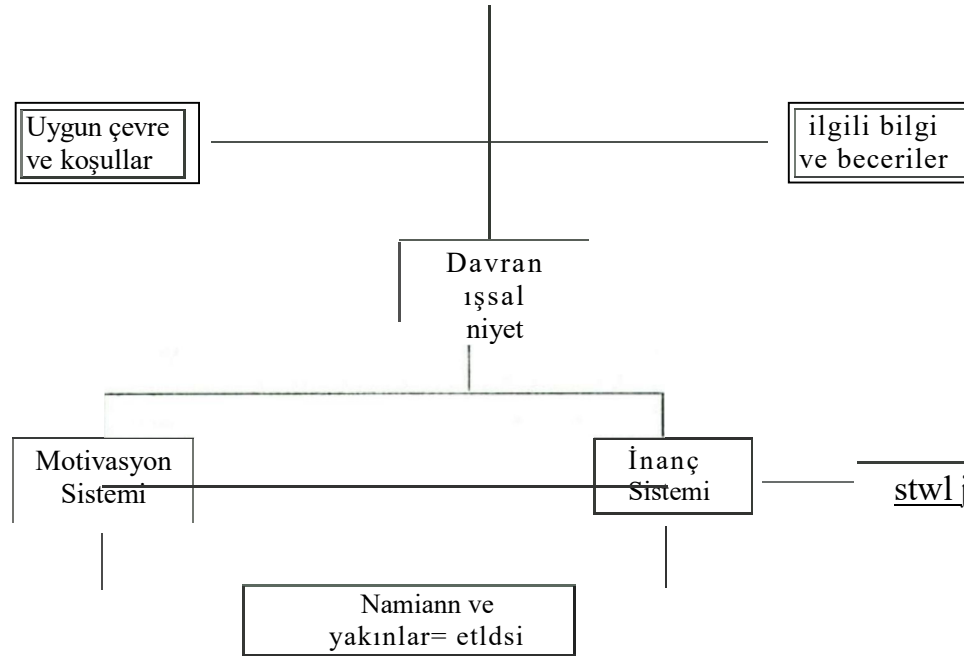 Uygun çevre
ve koşullar
ilgili bilgi
ve beceriler
Davran
ışsal
niyet
Motivasyon
Sistemi
İnanç
Sistemi
stwl j
Namiann ve
yakınlar= etldsi